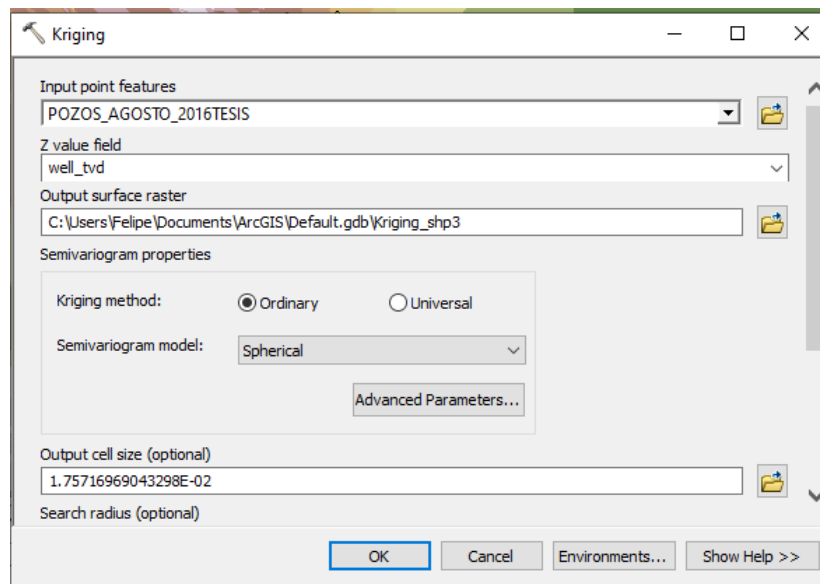 Kriging
Input point features
POZOS_AGOSTO_2016TESIS
Z value field
well_tvd
Output surface raster
C:\Users\Felipe\Documents\ArcGIS\Default.gdb\Kriging_shp3
Semivariogram properties
Kriging method: Ordinary Universal
Semivariogram model: Spherical
Advanced Parameters...
Output cell size (optional)
1.75716969043298E-02
Search radius (optional)
OK Cancel Environments... Show Help >>